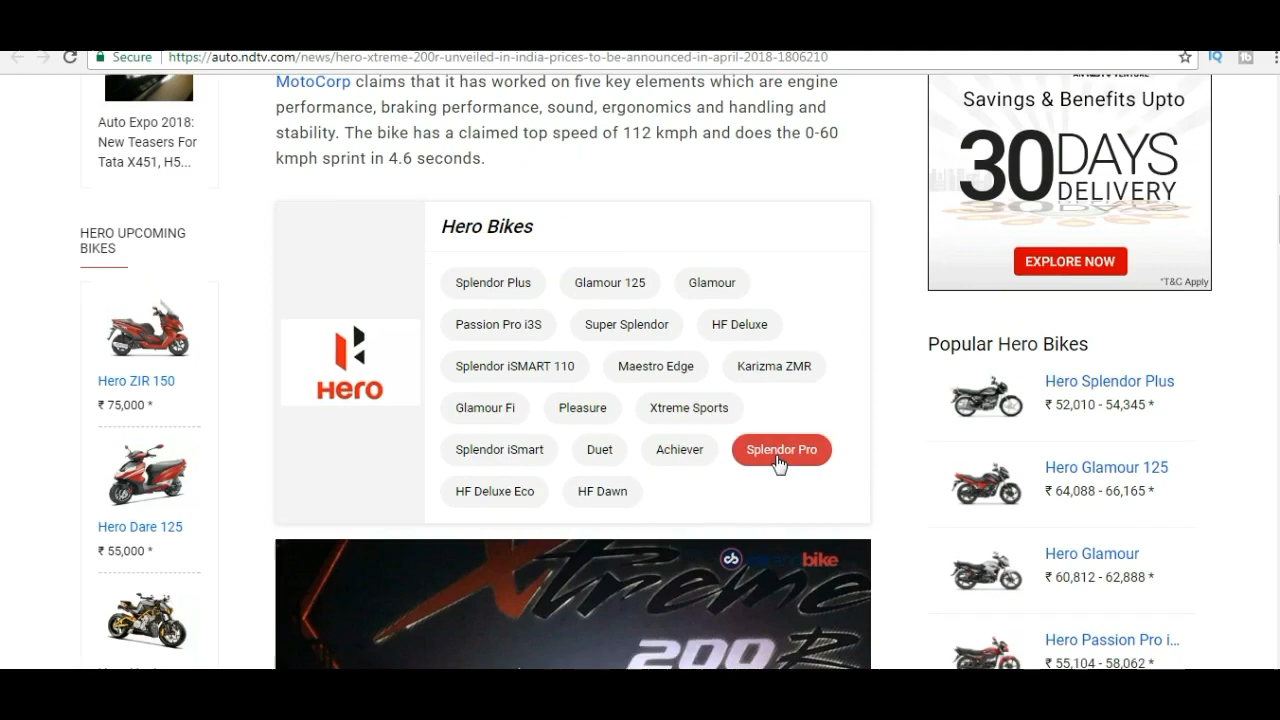 Secure
https://auto.ndtv.com/news/hero-xtreme-200r-unveiled-in-india-prices-to-be-announced-in-april-2018-1806210
Auto Expo 2018:
New Teasers For
Tata X451, H5...
HERO UPCOMING
BIKES
Hero ZIR 150
₹ 75,000 *
Hero Dare 125
₹ 55,000 *
MotoCorp claims that it has worked on five key elements which are engine
performance, braking performance, sound, ergonomics and handling and
stability. The bike has a claimed top speed of 112 kmph and does the 0-60
kmph sprint in 4.6 seconds.
Hero
Hero Bikes
Splendor Plus Glamour 125 Glamour
Passion Pro i3S Super Splendor HF Deluxe
Splendor iSMART 110 Maestro Edge Karizma ZMR
Glamour Fi Pleasure Xtreme Sports
Splendor iSmart Duet Achiever Splendor Pro
HF Deluxe Eco HF Dawn
cb bike
Xtreme
200R
Savings & Benefits Upto
30 DAYS
DELIVERY
EXPLORE NOW
*T&C Apply
Popular Hero Bikes
Hero Splendor Plus
₹ 52,010 - 54,345 *
Hero Glamour 125
₹ 64,088 - 66,165 *
Hero Glamour
₹ 60,812 - 62,888 *
Hero Passion Pro i...
₹ 55,104 - 58,062 *